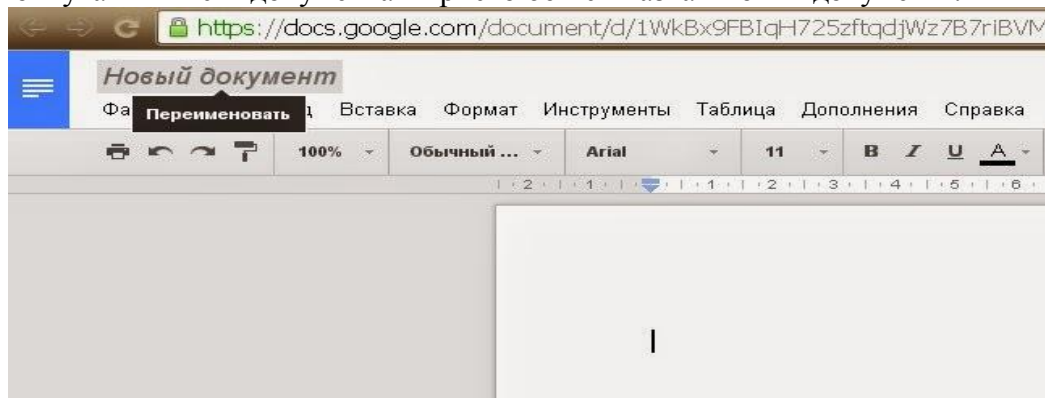 https://docs.google.com/document/d/1WkBx9FBIqH725zftqdjWz7B7riBVM
Новый документ
Переименовать Вставка Формат Инструменты Таблица Дополнения Справка
100% Обычный ... Arial 11 B I U A
2 1 1 2 3 4 5 6